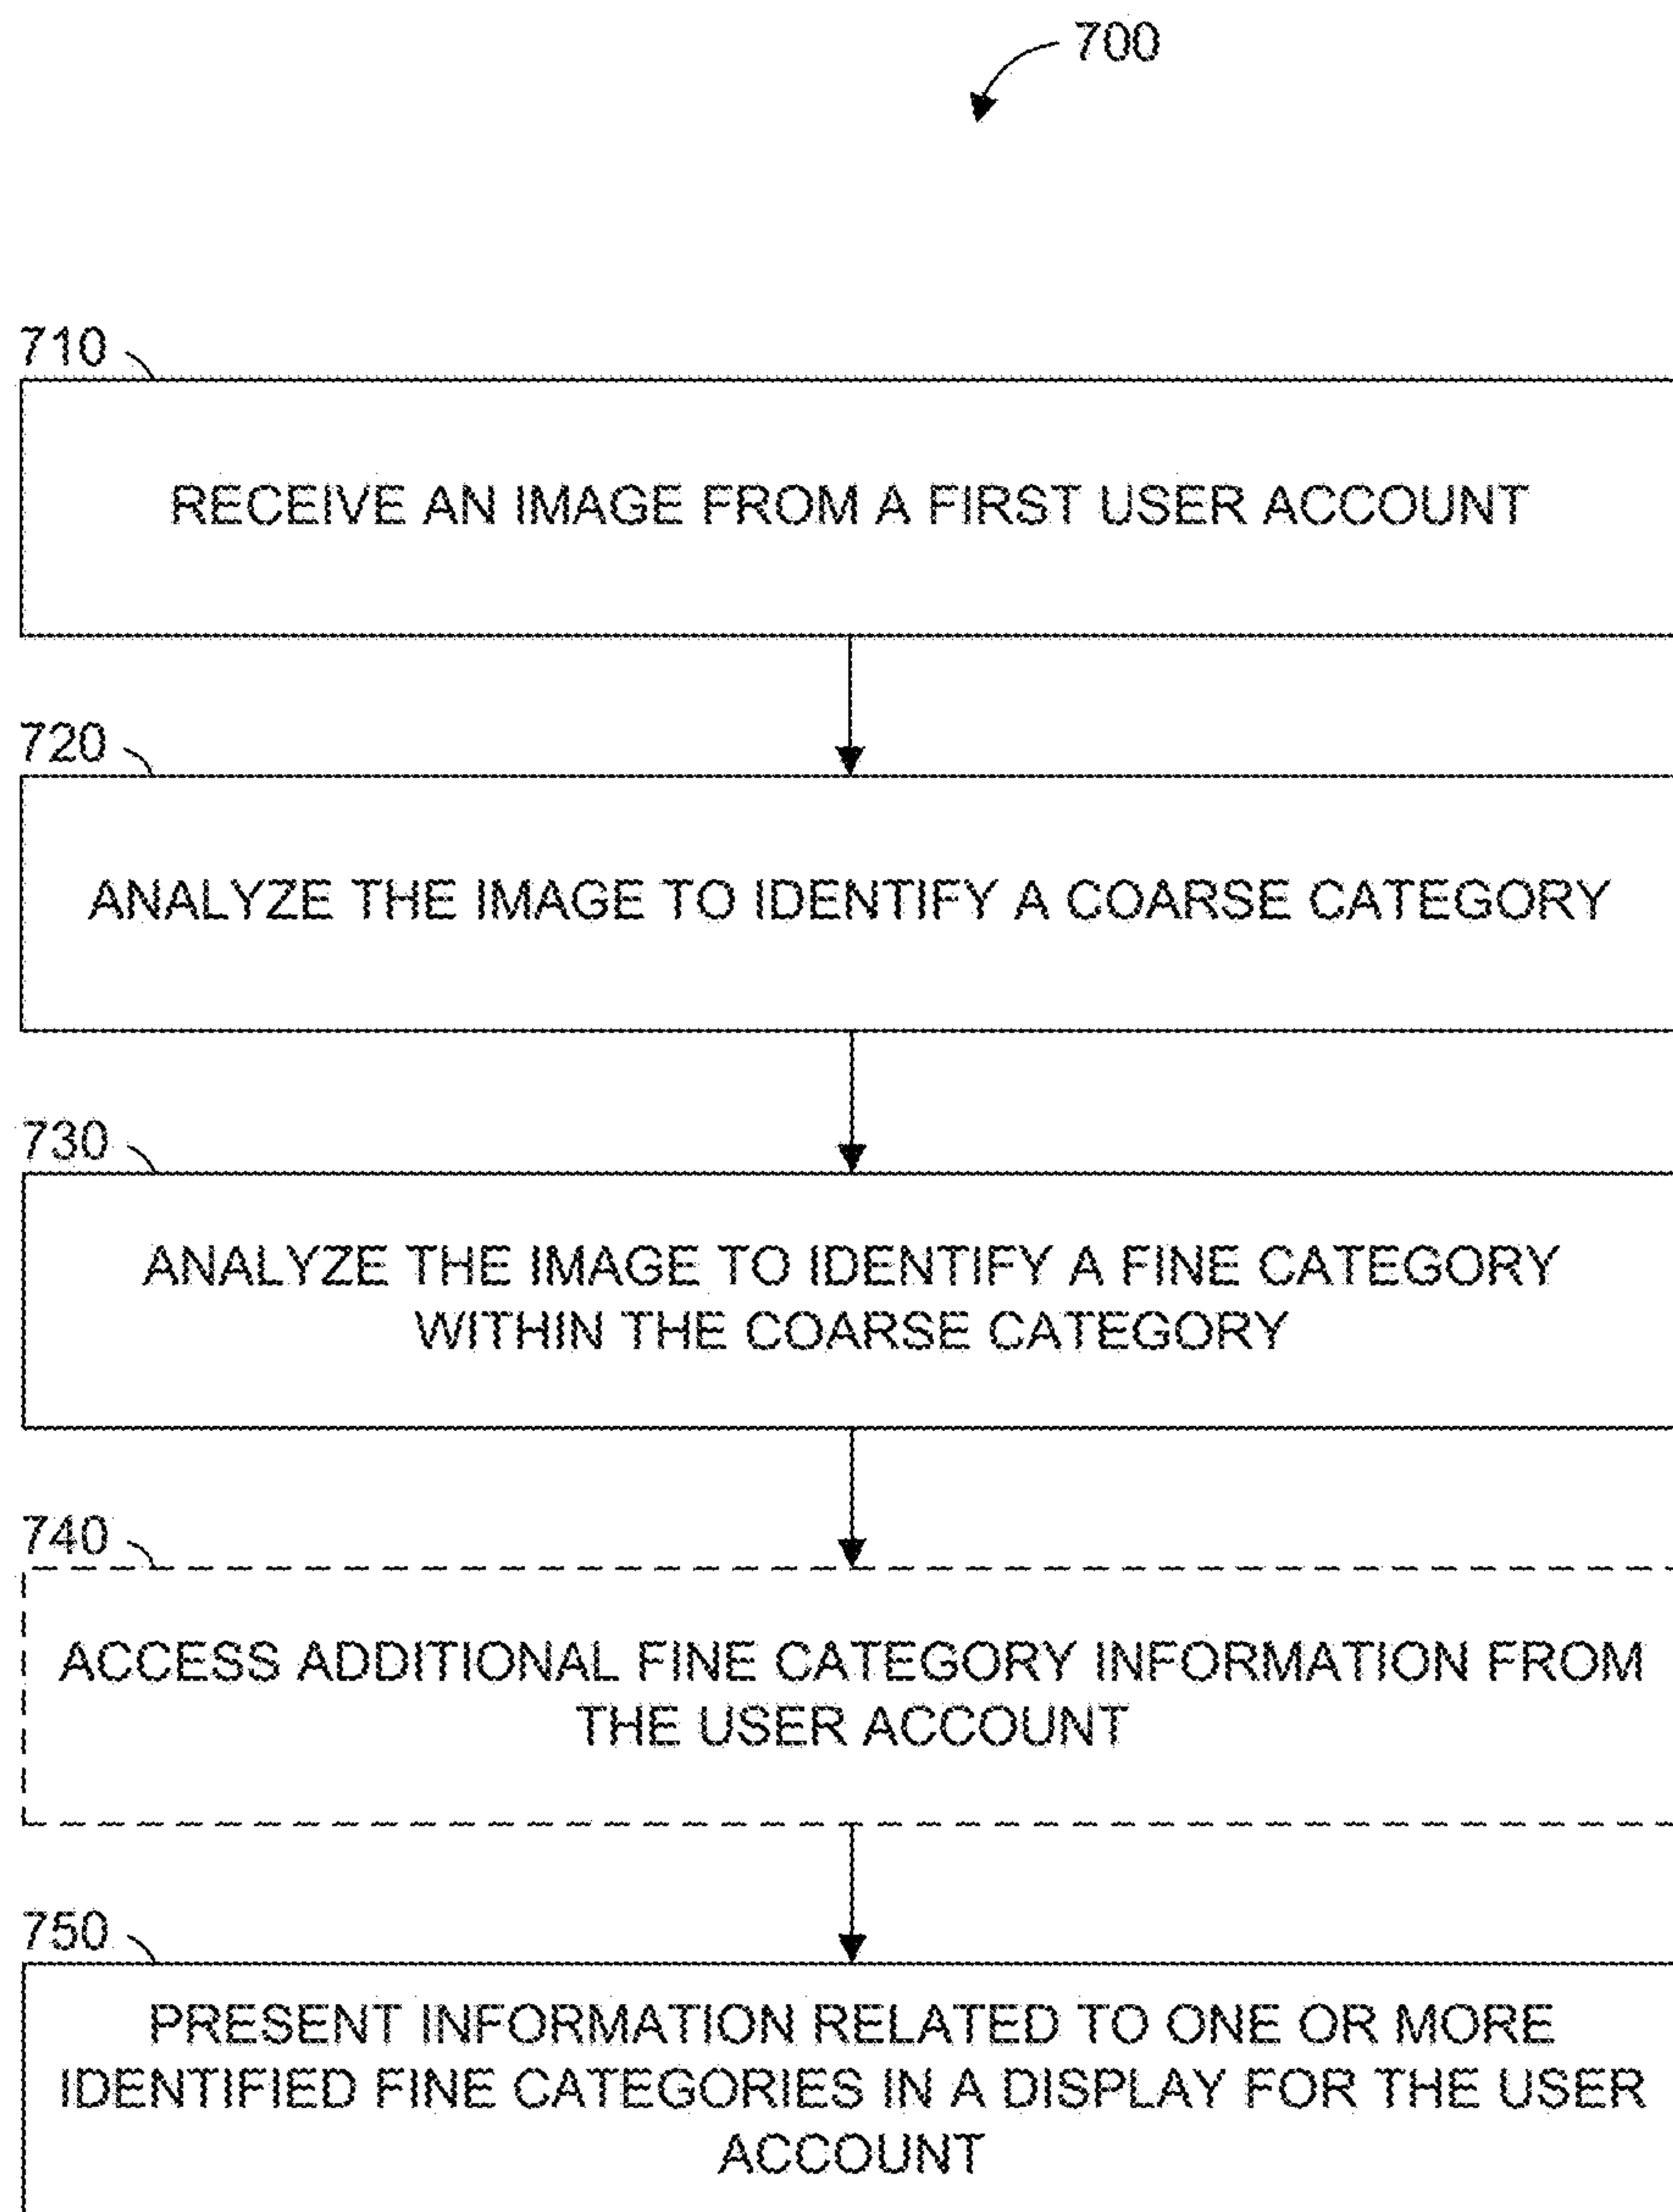 700
710
RECEIVE AN IMAGE FROM A FIRST USER ACCOUNT
720
ANALYZE THE IMAGE TO IDENTIFY A COARSE CATEGORY
730
ANALYZE THE IMAGE TO IDENTIFY A FINE CATEGORY
WITHIN THE COARSE CATEGORY
740
ACCESS ADDITIONAL FINE CATEGORY INFORMATION FROM
THE USER ACCOUNT
750
PRESENT INFORMATION RELATED TO ONE OR MORE
IDENTIFIED FINE CATEGORIES IN A DISPLAY FOR THE USER
ACCOUNT